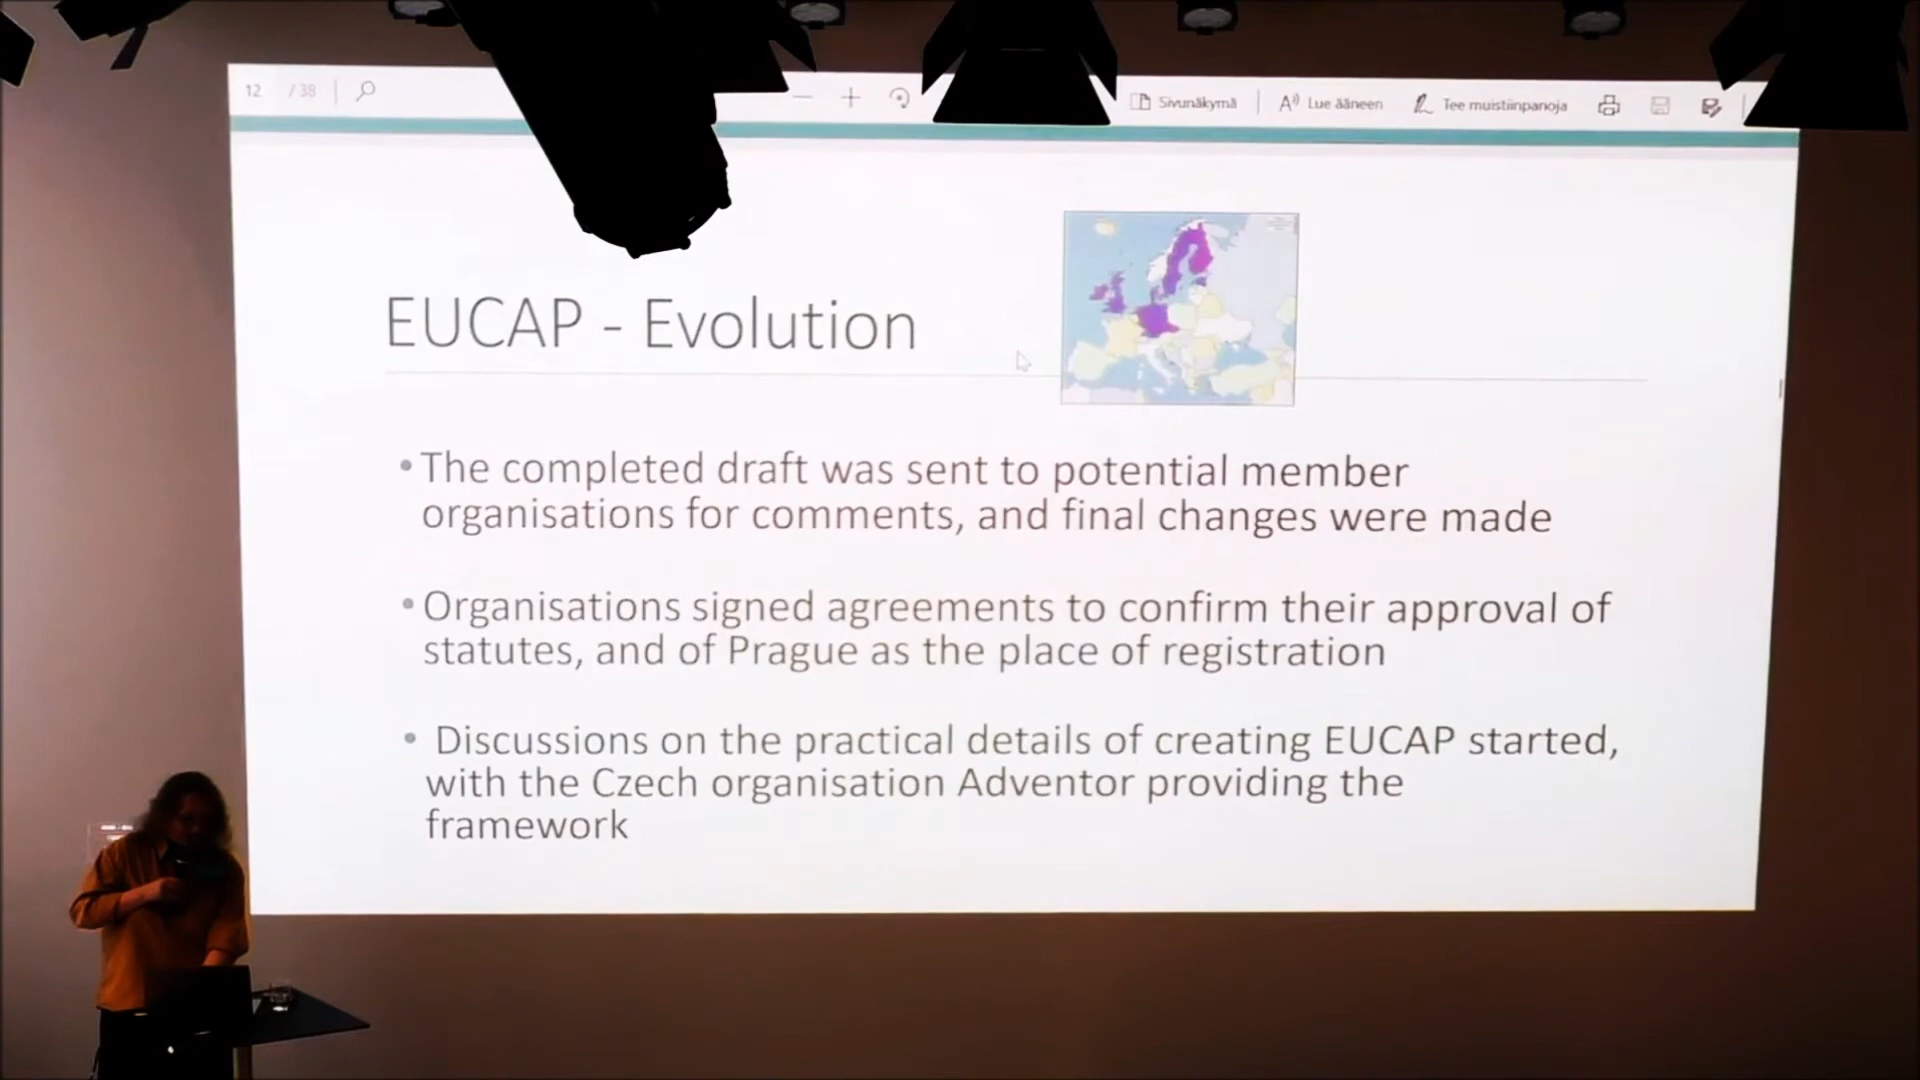 12 / 38
Sivunäkymä
Lue ääneen
Tee muistiinpanoja
EUCAP - Evolution
•The completed draft was sent to potential member
organisations for comments, and final changes were made
•Organisations signed agreements to confirm their approval of
statutes, and of Prague as the place of registration
• Discussions on the practical details of creating EUCAP started,
with the Czech organisation Adventor providing the
framework